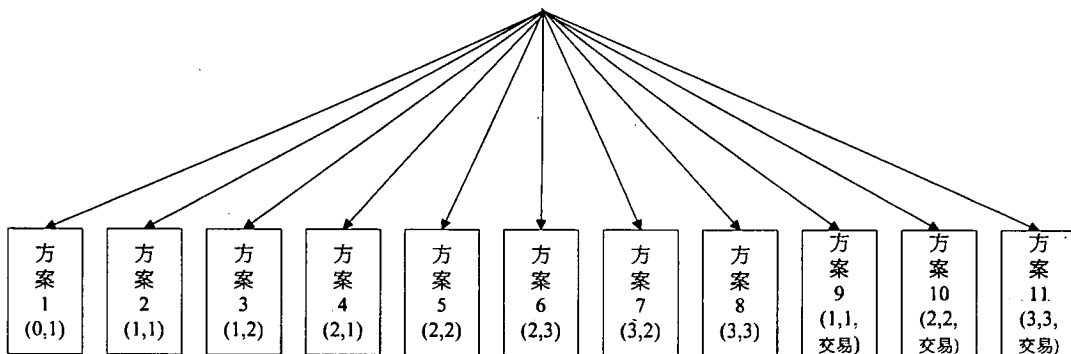 方
案
1
(0,1)
方
案
2
(1,1)
方
案
3
(1,2)
方
案
4
(2,1)
方
案
5
(2,2)
方
案
6
(2,3)
方
案
7
(3,2)
方
案
8
(3,3)
方
案
9
(1,1,
交易)
方
案
10
(2,2,
交易)
方
案
11
(3,3,
交易)